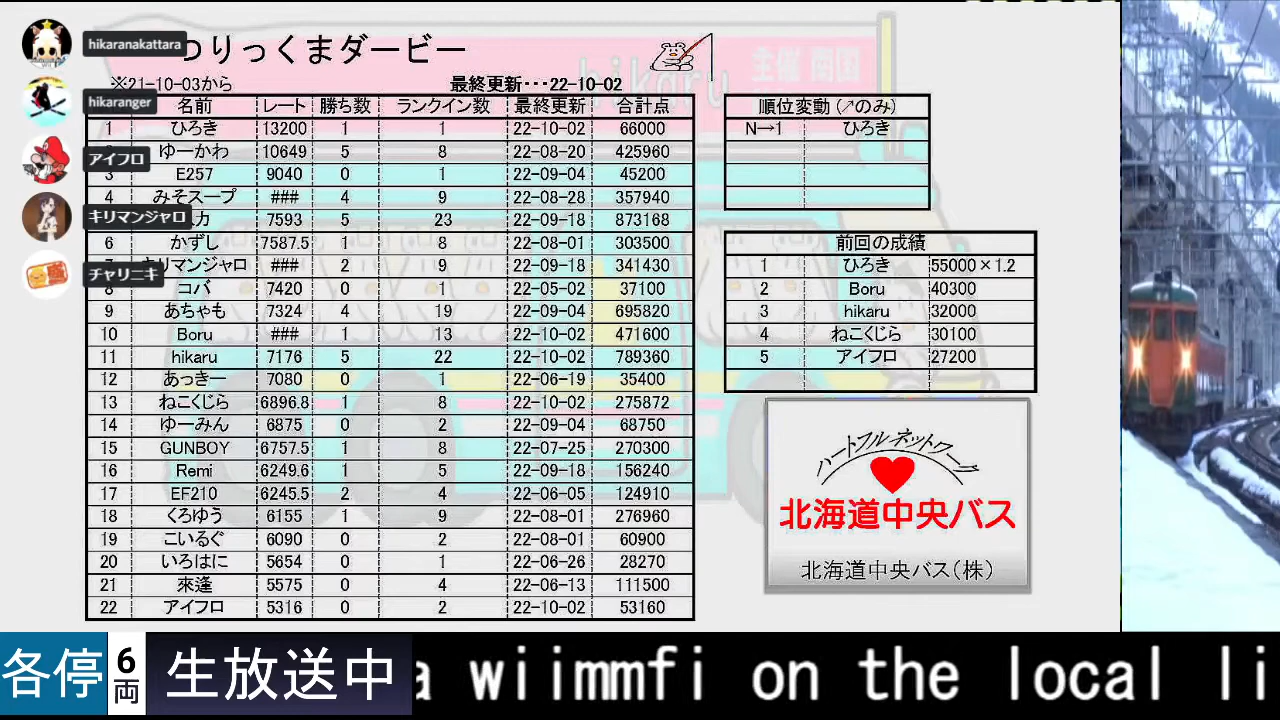 hikaranakattara
つりっくまダービー
hikaru
主催 南国
※21-10-03から
最終更新・・・22-10-02
hikaranger
アイフロ
キリマンジャロ
チャリニキ
名前 レート 勝ち数 ランクイン数 最終更新 合計点
1 ひろき 13200 1 1 22-10-02 66000
ゆーかわ 10649 5 8 22-08-20 425960
3 E257 9040 0 1 22-09-04 45200
4 みそスープ ### 4 9 22-08-28 357940
力 7593 5 23 22-09-18 873168
6 かずし 7587.5 1 8 22-08-01 303500
キリマンジャロ ### 2 9 22-09-18 341430
8 コバ 7420 0 1 22-05-02 37100
9 あちゃも 7324 4 19 22-09-04 695820
10 Boru ### 1 13 22-10-02 471600
11 hikaru 7176 5 22 22-10-02 789360
12 あっきー 7080 0 1 22-06-19 35400
13 ねこくじら 6896.8 1 8 22-10-02 275872
14 ゆーみん 6875 0 2 22-09-04 68750
15 GUNBOY 6757.5 1 8 22-07-25 270300
16 Remi 6249.6 1 5 22-09-18 156240
17 EF210 6245.5 2 4 22-06-05 124910
18 くろゆう 6155 1 9 22-08-01 276960
19 こいるぐ 6090 0 2 22-08-01 60900
20 いろはに 5654 0 1 22-06-26 28270
21 來逢 5575 0 4 22-06-13 111500
22 アイフロ 5316 0 2 22-10-02 53160
順位変動(↗のみ)
N→1 ひろき
前回の成績
1 ひろき 55000×1.2
2 Boru 40300
3 hikaru 32000
4 ねこくじら 30100
5 アイフロ 27200
ハートフルネットワーク
北海道中央バス
北海道中央バス(株)
各停 6両 生放送中 a wiimmfi on the local li